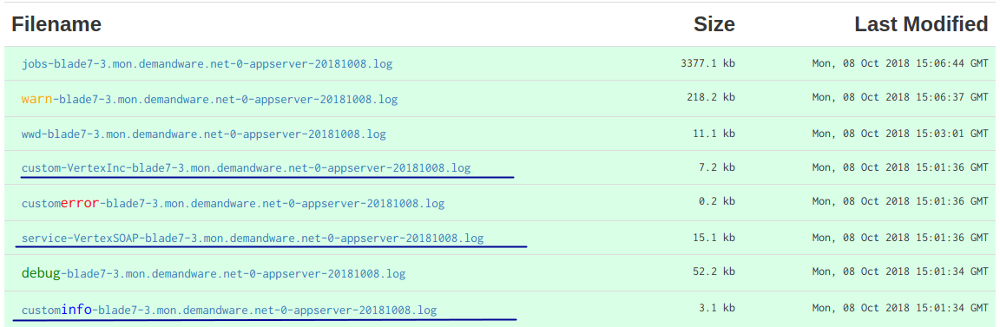 Filename Size Last Modified
jobs-blade7-3.mon.demandware.net-0-appserver-20181008.log 3377.1 kb Mon, 08 Oct 2018 15:06:44 GMT
warn-blade7-3.mon.demandware.net-0-appserver-20181008.log 218.2 kb Mon, 08 Oct 2018 15:06:37 GMT
wwd-blade7-3.mon.demandware.net-0-appserver-20181008.log 11.1 kb Mon, 08 Oct 2018 15:03:01 GMT
custom-VertexInc-blade7-3.mon.demandware.net-0-appserver-20181008.log 7.2 kb Mon, 08 Oct 2018 15:01:36 GMT
customerror-blade7-3.mon.demandware.net-0-appserver-20181008.log 0.2 kb Mon, 08 Oct 2018 15:01:36 GMT
service-VertexSOAP-blade7-3.mon.demandware.net-0-appserver-20181008.log 15.1 kb Mon, 08 Oct 2018 15:01:36 GMT
debug-blade7-3.mon.demandware.net-0-appserver-20181008.log 52.2 kb Mon, 08 Oct 2018 15:01:34 GMT
custominfo-blade7-3.mon.demandware.net-0-appserver-20181008.log 3.1 kb Mon, 08 Oct 2018 15:01:34 GMT